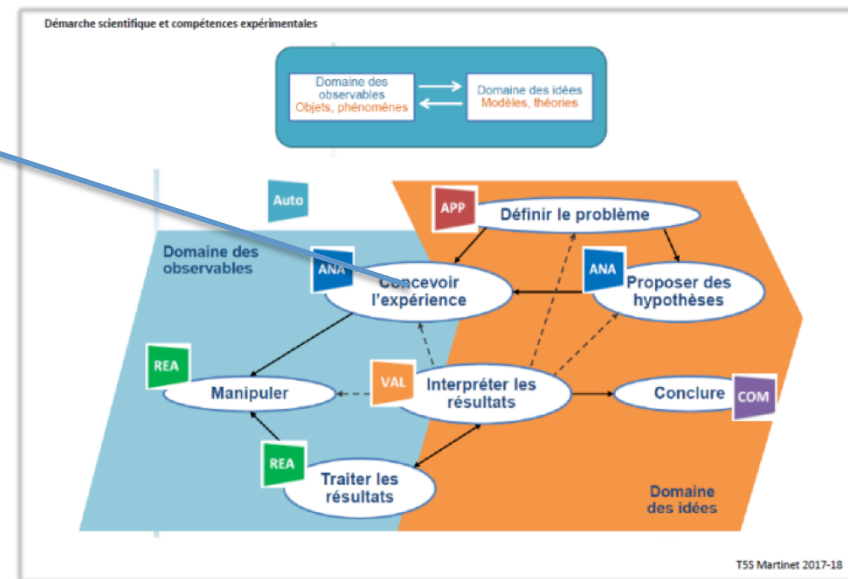 Démarche scientifique et compétences expérimentales
Domaine des
observables
Objets, phénomènes
Domaine des idées
Modèles, théories
Auto
APP
Définir le problème
Domaine des
observables
ANA
Concevoir
l'expérience
ANA
Proposer des
hypothèses
REA
Manipuler
VAL
Interpréter les
résultats
Conclure
COM
REA
Traiter les
résultats
Domaine
des idées
TSS Martinet 2017-18